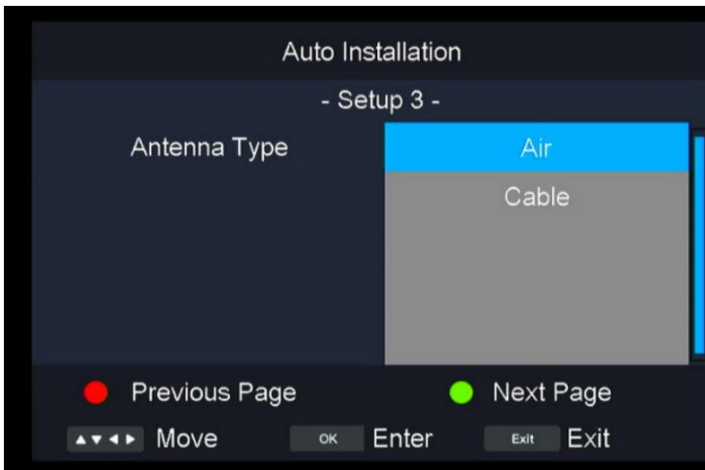 Auto Installation
- Setup 3 -
Antenna Type Air
Cable
Previous Page Next Page
Move OK Enter Exit Exit